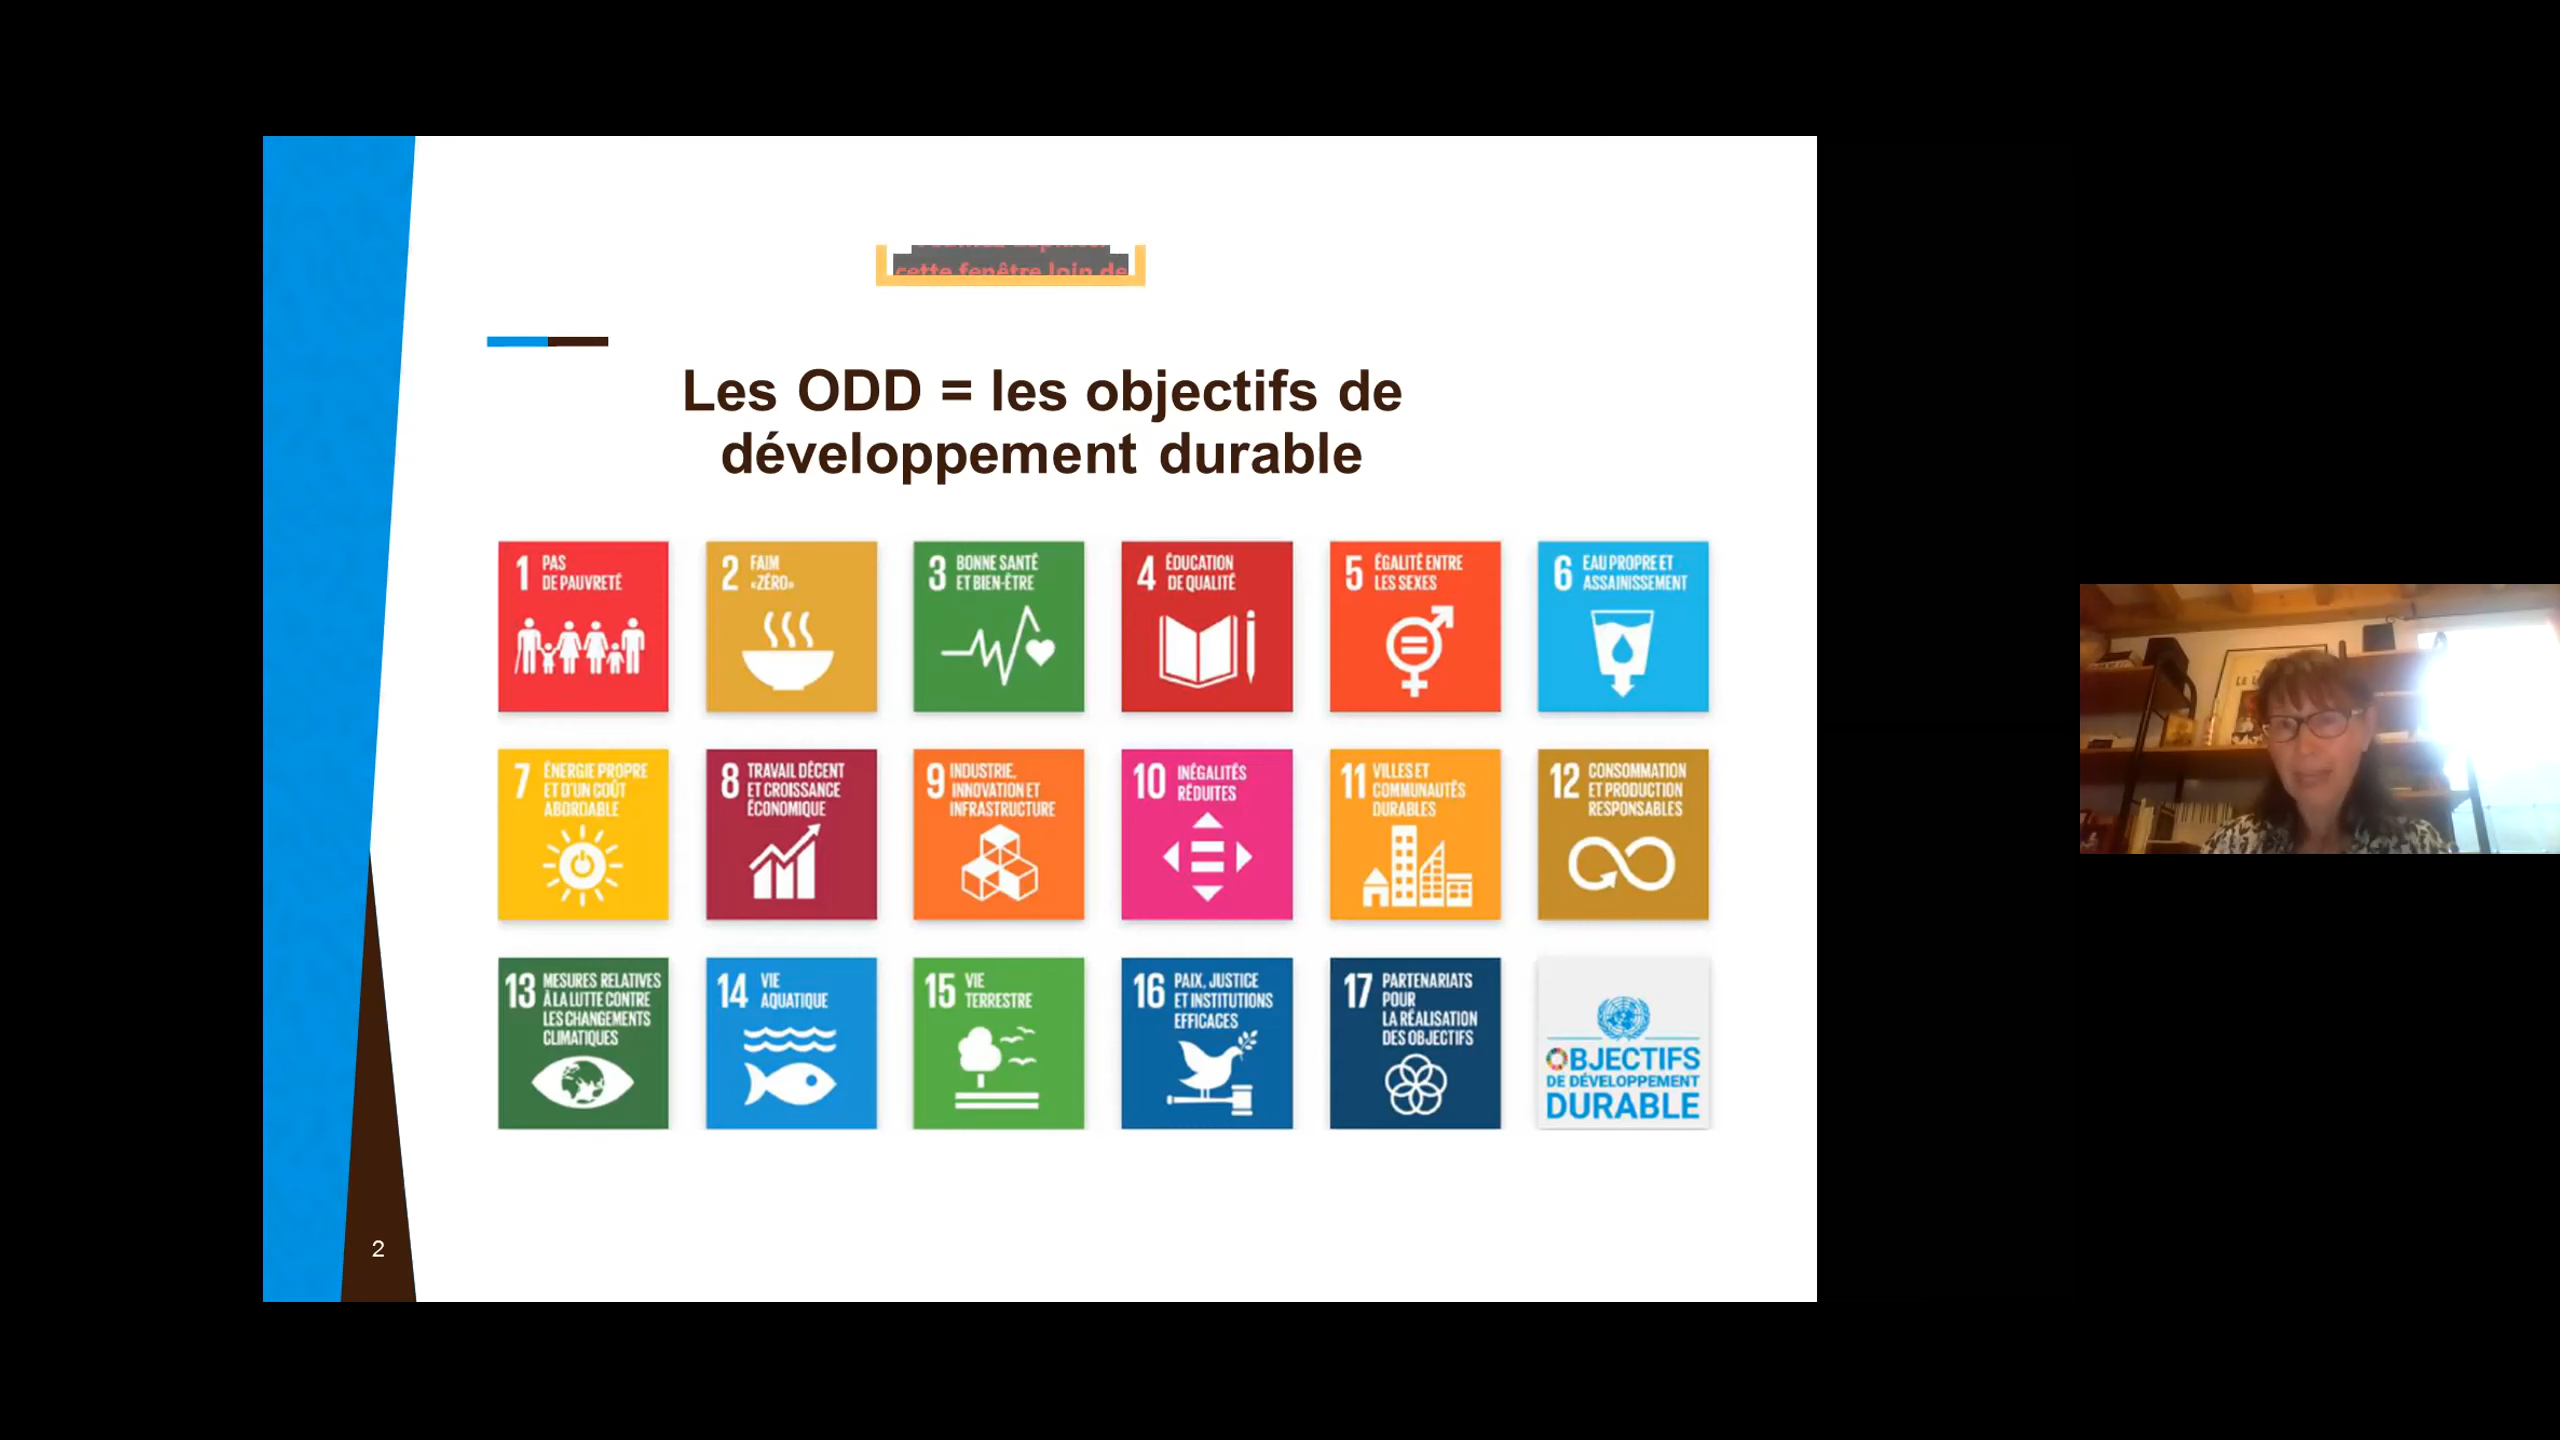 cette fenêtre loin de
Les ODD = les objectifs de
développement durable
1 PAS
DE PAUVRETÉ
2 FAIM
«ZÉRO»
3 BONNE SANTÉ
ET BIEN-ÊTRE
4 ÉDUCATION
DE QUALITÉ
5 ÉGALITÉ ENTRE
LES SEXES
6 EAU PROPRE ET
ASSAINISSEMENT
7 ÉNERGIE PROPRE
ET D'UN COÛT
ABORDABLE
8 TRAVAIL DÉCENT
ET CROISSANCE
ÉCONOMIQUE
9 INDUSTRIE,
INNOVATION ET
INFRASTRUCTURE
10 INÉGALITÉS
RÉDUITES
11 VILLES ET
COMMUNAUTÉS
DURABLES
12 CONSOMMATION
ET PRODUCTION
RESPONSABLES
13 MESURES RELATIVES
À LA LUTTE CONTRE
LES CHANGEMENTS
CLIMATIQUES
14 VIE
AQUATIQUE
15 VIE
TERRESTRE
16 PAIX, JUSTICE
ET INSTITUTIONS
EFFICACES
17 PARTENARIATS
POUR
LA RÉALISATION
DES OBJECTIFS
OBJECTIFS
DE DÉVELOPPEMENT
DURABLE
2